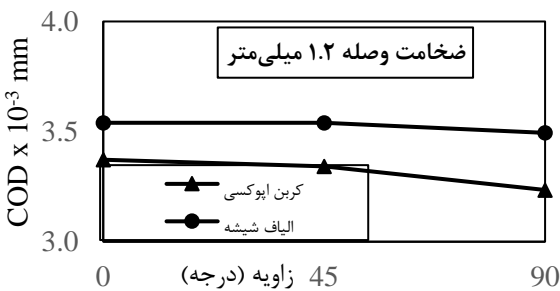 4.0
ضخامت وصله ۱.۲ میلی‌متر
COD x 10-3 mm
3.5
کربن اپوکسی
الیاف شیشه
3.0
0 زاویه (درجه) 45 90